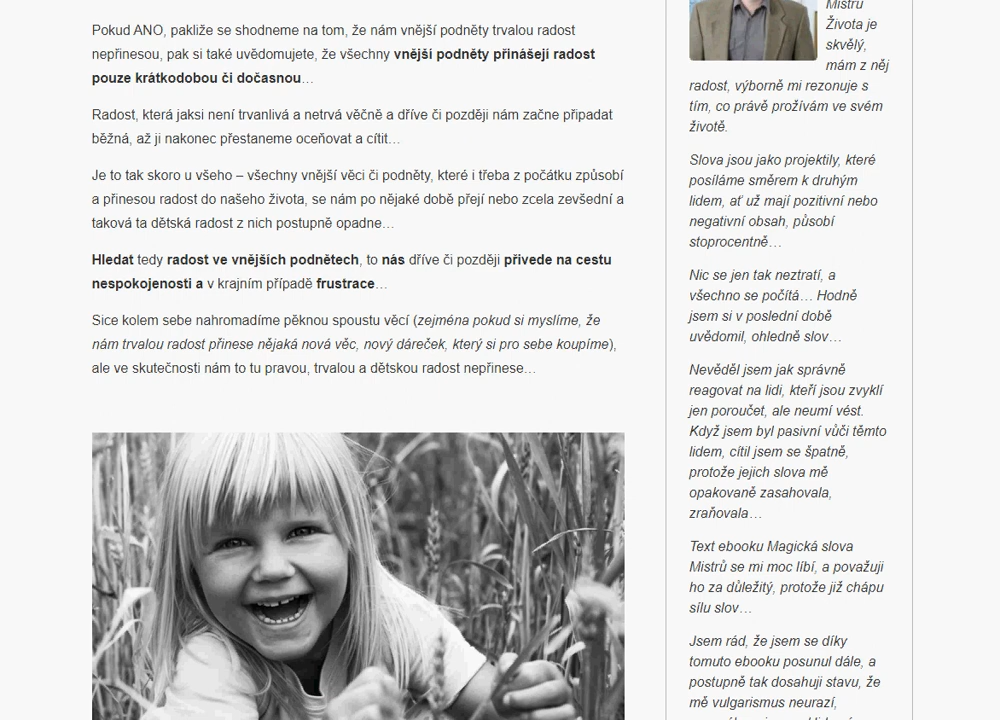 Pokud ANO, pakliže se shodneme na tom, že nám vnější podněty trvalou radost
nepřinesou, pak si také uvědomujete, že všechny vnější podněty přinášejí radost
pouze krátkodobou či dočasnou…
Radost, která jaksi není trvanlivá a netrvá věčně a dříve či později nám začne připadat
běžná, až ji nakonec přestaneme oceňovat a cítit…
Je to tak skoro u všeho – všechny vnější věci či podněty, které i třeba z počátku způsobí
a přinesou radost do našeho života, se nám po nějaké době přejí nebo zcela zevšední a
taková ta dětská radost z nich postupně opadne…
Hledat tedy radost ve vnějších podnětech, to nás dříve či později přivede na cestu
nespokojenosti a v krajním případě frustrace…
Sice kolem sebe nahromadíme pěknou spoustu věcí (zejména pokud si myslíme, že
nám trvalou radost přinese nějaká nová věc, nový dáreček, který si pro sebe koupíme),
ale ve skutečnosti nám to tu pravou, trvalou a dětskou radost nepřinese…
Mistrů
Života je
skvělý,
mám z něj
radost, výborně mi rezonuje s
tím, co právě prožívám ve svém
životě.
Slova jsou jako projektily, které
posíláme směrem k druhým
lidem, ať už mají pozitivní nebo
negativní obsah, působí
stoprocentně…
Nic se jen tak neztratí, a
všechno se počítá… Hodně
jsem si v poslední době
uvědomil, ohledně slov…
Nevěděl jsem jak správně
reagovat na lidi, kteří jsou zvyklí
jen poroučet, ale neumí vést.
Když jsem byl pasivní vůči těmto
lidem, cítil jsem se špatně,
protože jejich slova mě
opakovaně zasahovala,
zraňovala…
Text ebooku Magická slova
Mistrů se mi moc líbí, a považuji
ho za důležitý, protože již chápu
sílu slov…
Jsem rád, že jsem se díky
tomuto ebooku posunul dále, a
postupně tak dosahuji stavu, že
mě vulgarismus neurazí,